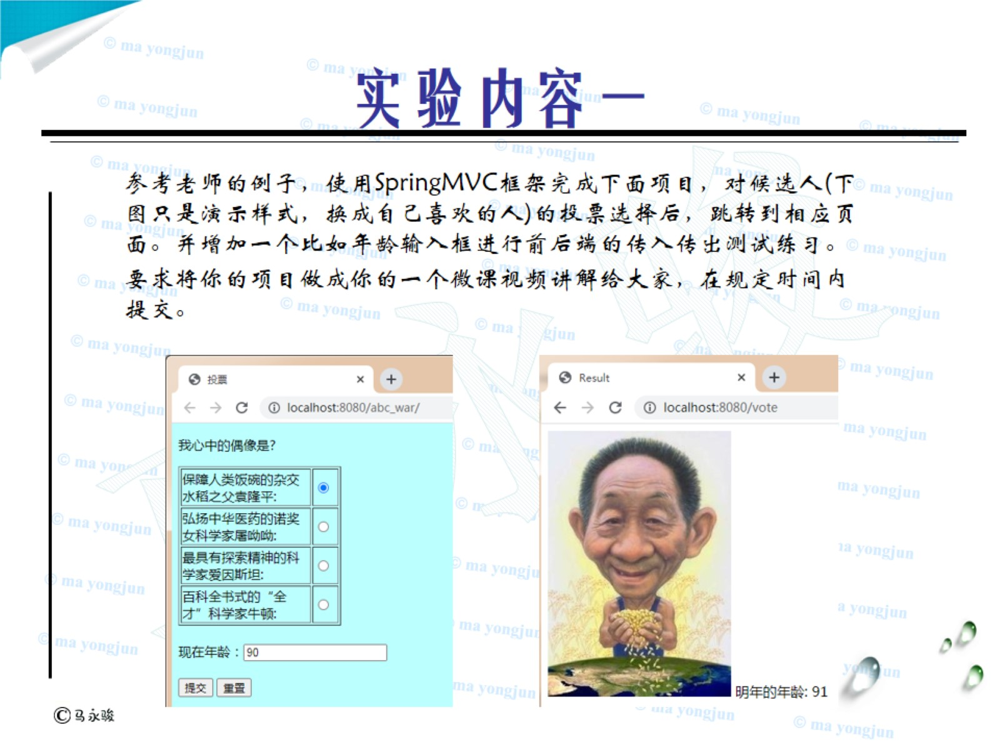 实验内容一
参考老师的例子，使用SpringMVC框架完成下面项目，对候选人(下
图只是演示样式，换成自己喜欢的人)的投票选择后，跳转到相应页
面。并增加一个比如年龄输入框进行前后端的传入传出测试练习。
要求将你的项目做成你的一个微课视频讲解给大家，在规定时间内
提交。
投票
localhost:8080/abc_war/
我心中的偶像是?
保障人类饭碗的杂交
水稻之父袁隆平:
弘扬中华医药的诺奖
女科学家屠呦呦:
最具有探索精神的科
学家爱因斯坦:
百科全书式的“全
才”科学家牛顿:
现在年龄：90
提交 重置
Result
localhost:8080/vote
明年的年龄: 91
©马永骏
© ma yongjun